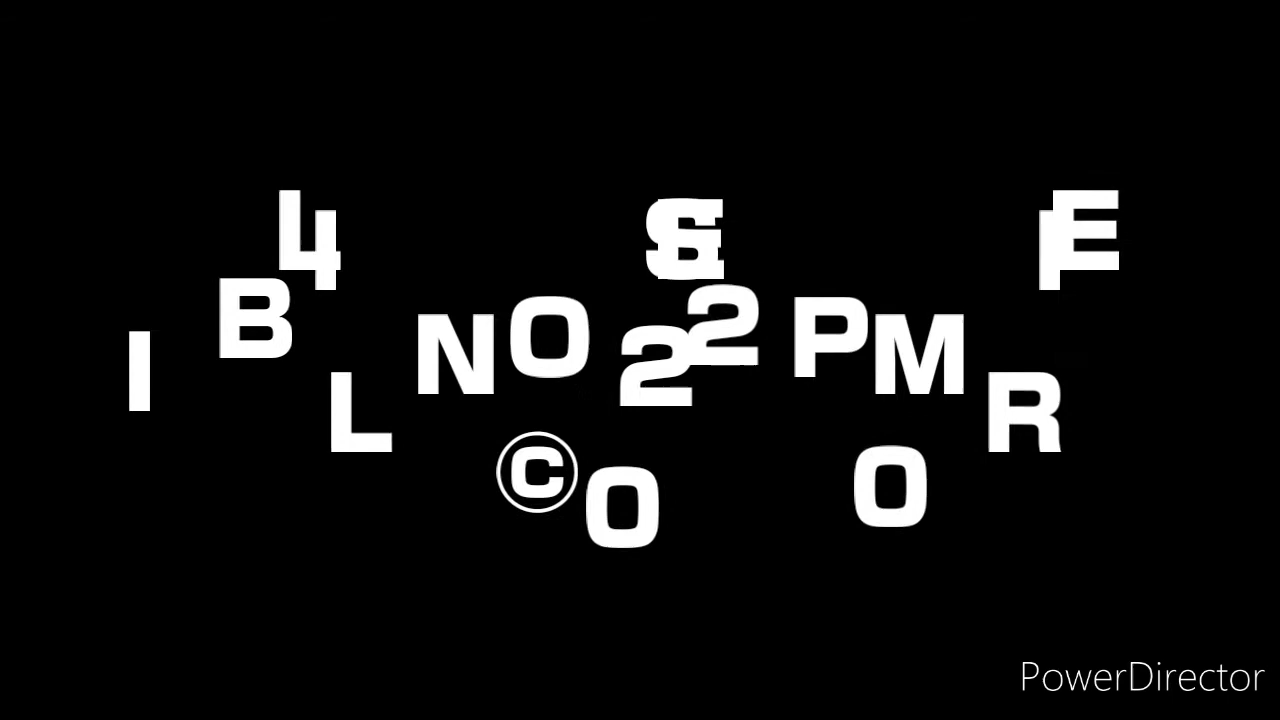 L 4 S E I E
B 2
I N O 2 P M
L R
© O O
PowerDirector